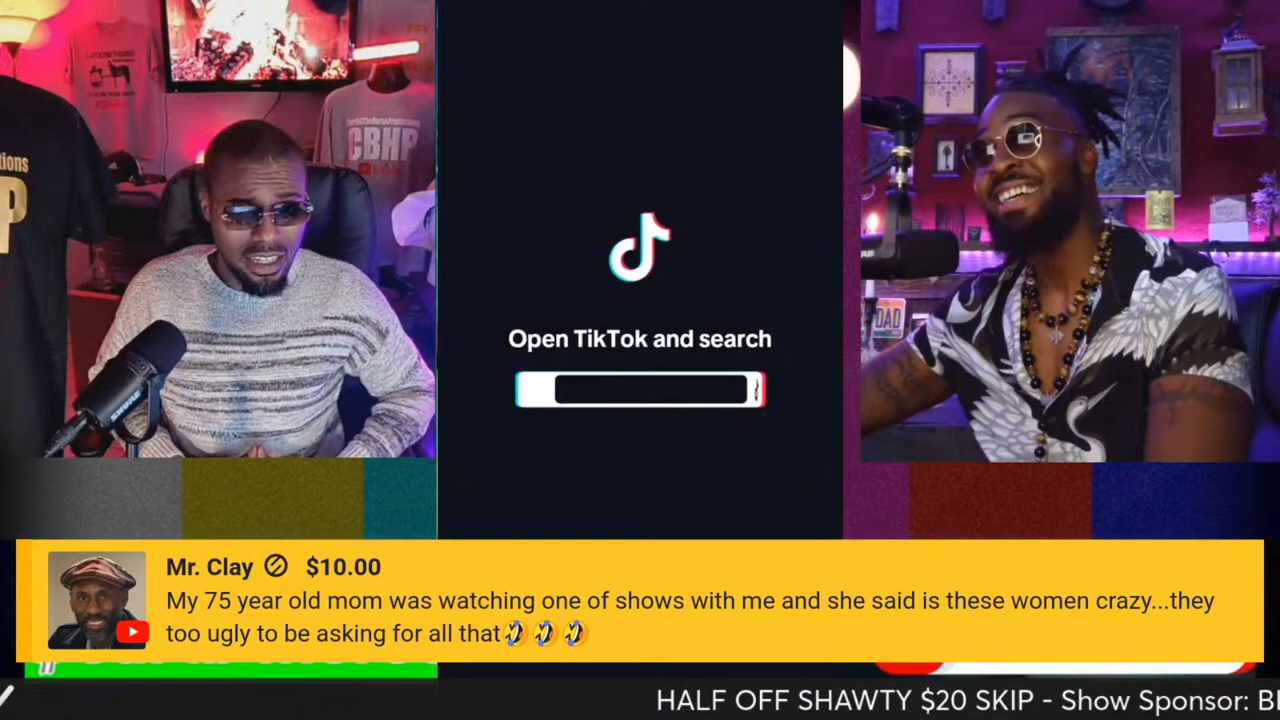 CBHP
tions
P
SHURE
DAD
Open TikTok and search
Mr. Clay $10.00
My 75 year old mom was watching one of shows with me and she said is these women crazy...they
too ugly to be asking for all that🤣🤣🤣
HALF OFF SHAWTY $20 SKIP - Show Sponsor: B